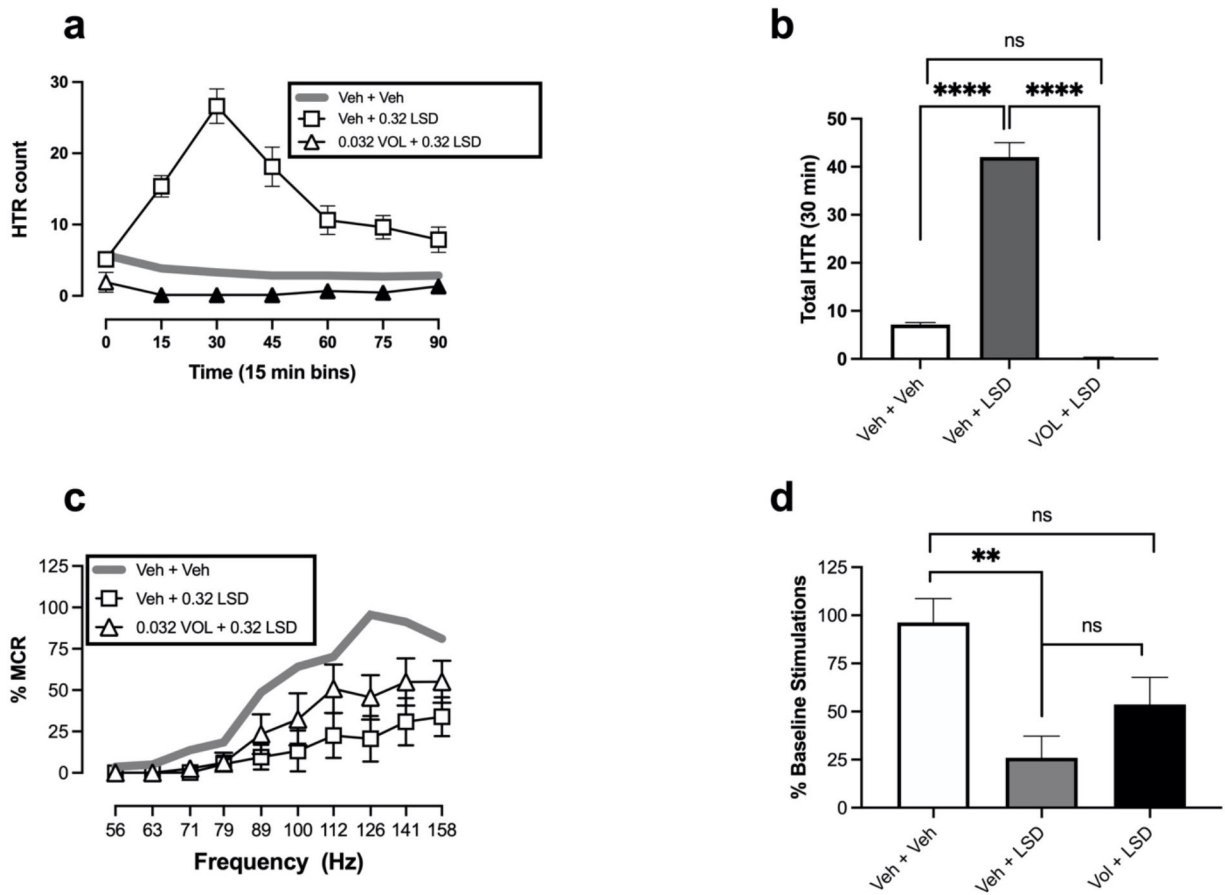 a
HTR count
30
20
10
0
Veh + Veh
Veh + 0.32 LSD
0.032 VOL + 0.32 LSD
0 15 30 45 60 75 90
Time (15 min bins)
b
ns
**** ****
Total HTR (30 min)
50
40
30
20
10
0
Veh + Veh
Veh + LSD
VOL + LSD
c
% MCR
125
100
75
50
25
0
Veh + Veh
Veh + 0.32 LSD
0.032 VOL + 0.32 LSD
56 63 71 79 89 100 112 126 141 158
Frequency (Hz)
d
ns
**
ns
% Baseline Stimulations
125
100
75
50
25
0
Veh + Veh
Veh + LSD
Vol + LSD